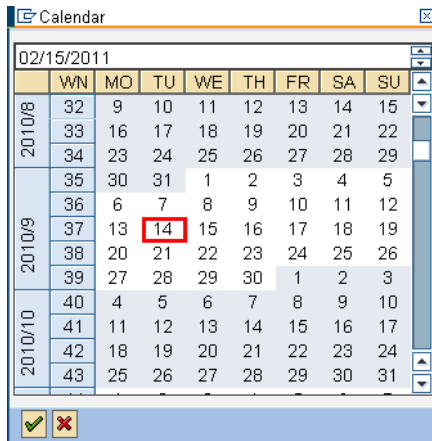 Calendar
02/15/2011
WN MO TU WE TH FR SA SU
2010/8
32 9 10 11 12 13 14 15
33 16 17 18 19 20 21 22
34 23 24 25 26 27 28 29
2010/9
35 30 31 1 2 3 4 5
36 6 7 8 9 10 11 12
37 13 14 15 16 17 18 19
38 20 21 22 23 24 25 26
39 27 28 29 30 1 2 3
2010/10
40 4 5 6 7 8 9 10
41 11 12 13 14 15 16 17
42 18 19 20 21 22 23 24
43 25 26 27 28 29 30 31